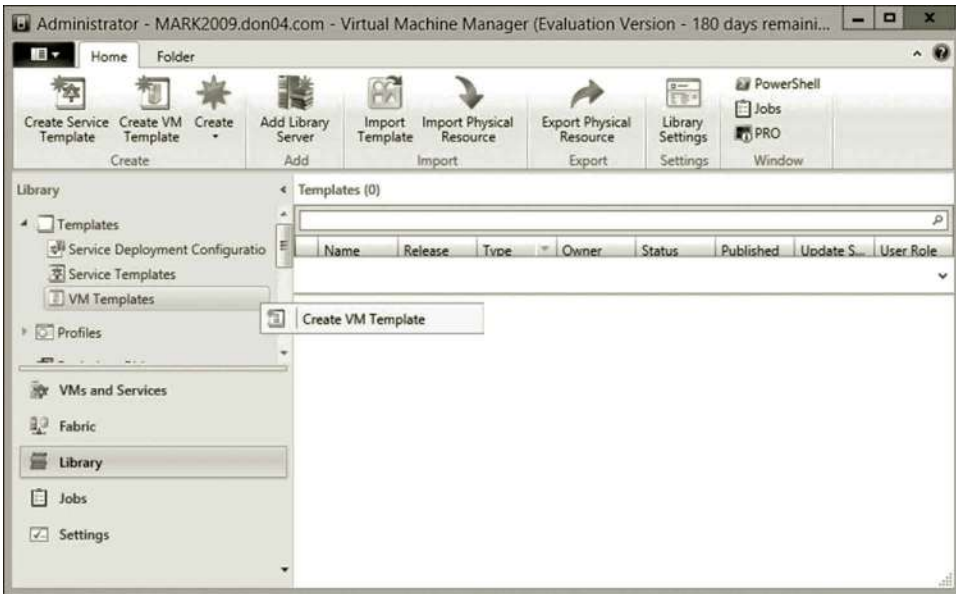 Administrator - MARK2009.don04.com - Virtual Machine Manager (Evaluation Version - 180 days remaini...
Home Folder
Create Service Template
Create VM Template
Create
Add Library Server
Import Template
Import Physical Resource
Export Physical Resource
Library Settings
PowerShell
Jobs
PRO
Create Add Import Export Settings Window
Library
Templates (0)
Templates
Service Deployment Configuratio
Service Templates
VM Templates
Profiles
Name Release Type Owner Status Published Update S... User Role
Create VM Template
VMs and Services
Fabric
Library
Jobs
Settings